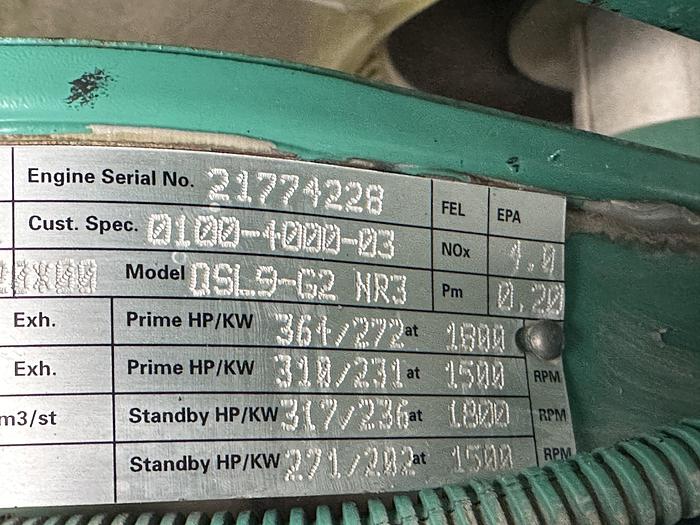 Engine Serial No. 21774228
FEL EPA
Cust. Spec. 0100-4000-03
NOx 4.0
Model QSL9-G2 NR3
Pm 0.20
Exh. Prime HP/KW 364/272 at 1800
Exh. Prime HP/KW 310/231 at 1500 RPM
m3/st Standby HP/KW 317/236 at 1800 RPM
Standby HP/KW 271/202 at 1500 RPM